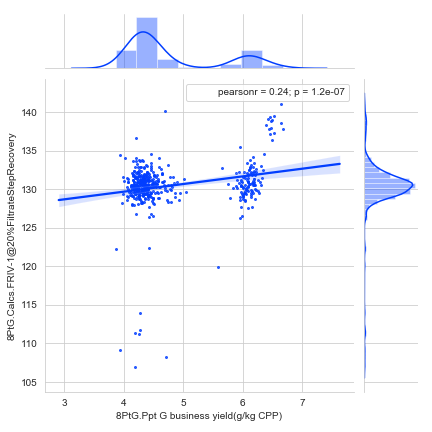 pearsonr = 0.24; p = 1.2e-07
8PtG.Calcs.FRIV-1@20%FiltrateStepRecovery
140
135
130
125
120
115
110
105
3 4 5 6 7
8PtG.Ppt G business yield(g/kg CPP)